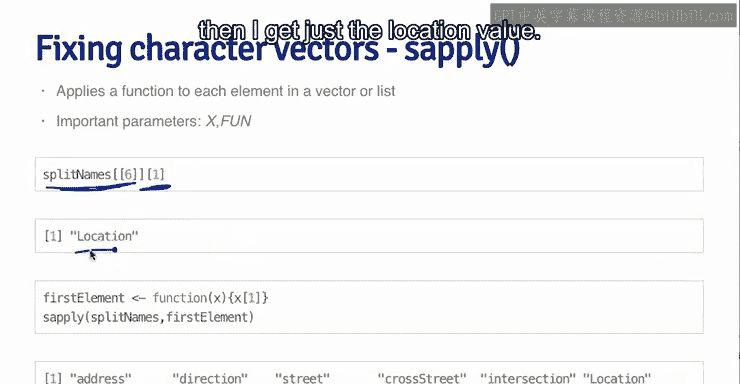 then I get just the location value.
Fixing character vectors - sapply()
· Applies a function to each element in a vector or list
· Important parameters: X,FUN
splitNames[[6]][1]
[1] "Location"
firstElement <- function(x){x[1]}
sapply(splitNames,firstElement)
[1] "address" "direction" "street" "crossStreet" "intersection" "Location"